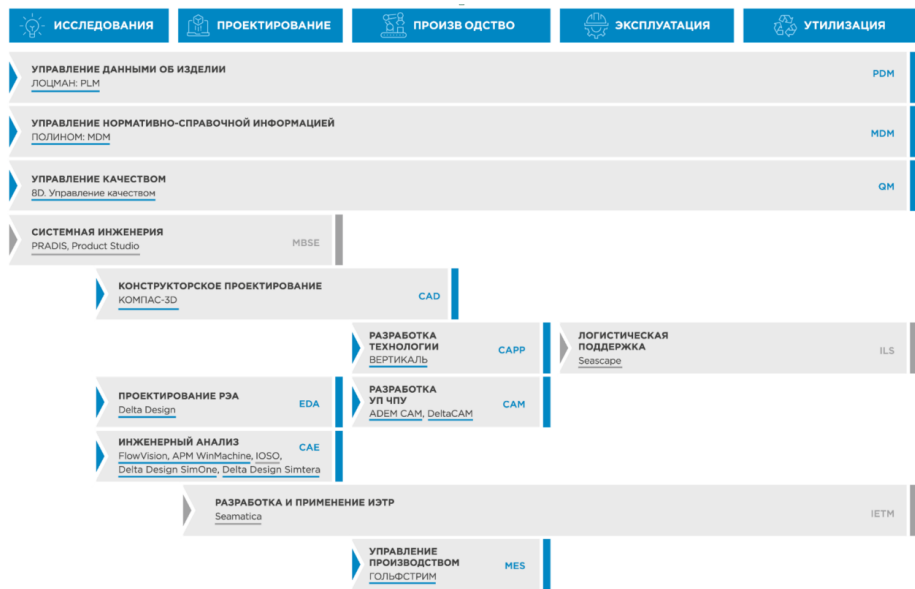 ИССЛЕДОВАНИЯ ПРОЕКТИРОВАНИЕ ПРОИЗВОДСТВО ЭКСПЛУАТАЦИЯ УТИЛИЗАЦИЯ
УПРАВЛЕНИЕ ДАННЫМИ ОБ ИЗДЕЛИИ
ЛОЦМАН: PLM
PDM
УПРАВЛЕНИЕ НОРМАТИВНО-СПРАВОЧНОЙ ИНФОРМАЦИЕЙ
ПОЛИНОМ: MDM
MDM
УПРАВЛЕНИЕ КАЧЕСТВОМ
8D. Управление качеством
QM
СИСТЕМНАЯ ИНЖЕНЕРИЯ
PRADIS, Product Studio
MBSE
КОНСТРУКТОРСКОЕ ПРОЕКТИРОВАНИЕ
КОМПАС-3D
CAD
РАЗРАБОТКА
ТЕХНОЛОГИИ
ВЕРТИКАЛЬ
CAPP
ЛОГИСТИЧЕСКАЯ
ПОДДЕРЖКА
Seascape
ILS
ПРОЕКТИРОВАНИЕ РЭА
Delta Design
EDA
РАЗРАБОТКА
УП ЧПУ
ADEM CAM, DeltaCAM
CAM
ИНЖЕНЕРНЫЙ АНАЛИЗ
FlowVision, APM WinMachine, IOSO,
Delta Design SimOne, Delta Design Simtera
CAE
РАЗРАБОТКА И ПРИМЕНЕНИЕ ИЭТР
Seamatica
IETM
УПРАВЛЕНИЕ
ПРОИЗВОДСТВОМ
ГОЛЬФСТРИМ
MES